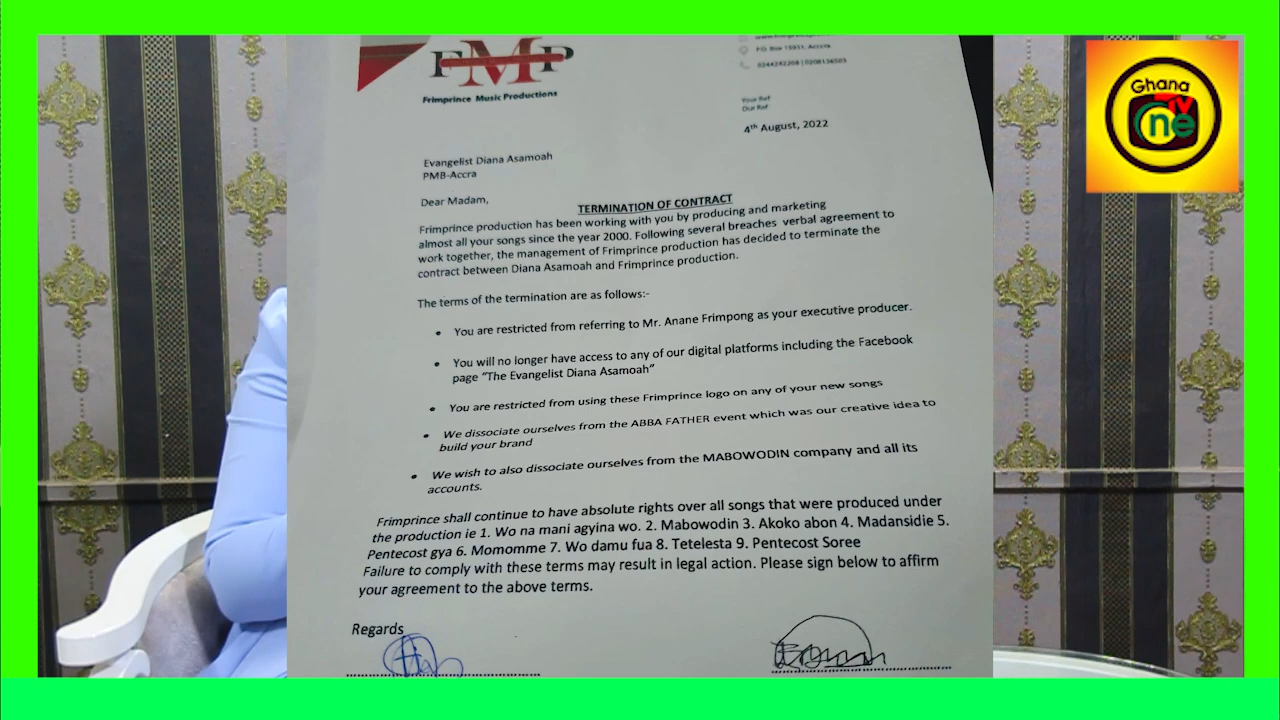 FMP
Frimprince Music Productions
P.O. Box 15931, Accra
0244242208 | 0208136503
Your Ref
Our Ref
4th August, 2022
Evangelist Diana Asamoah
PMB-Accra
Dear Madam,
TERMINATION OF CONTRACT
Frimprince production has been working with you by producing and marketing
almost all your songs since the year 2000. Following several breaches verbal agreement to
work together, the management of Frimprince production has decided to terminate the
contract between Diana Asamoah and Frimprince production.
The terms of the termination are as follows:-
• You are restricted from referring to Mr. Anane Frimpong as your executive producer.
• You will no longer have access to any of our digital platforms including the Facebook
page “The Evangelist Diana Asamoah”
• You are restricted from using these Frimprince logo on any of your new songs
• We dissociate ourselves from the ABBA FATHER event which was our creative idea to
build your brand
• We wish to also dissociate ourselves from the MABOWODIN company and all its
accounts.
Frimprince shall continue to have absolute rights over all songs that were produced under
the production ie 1. Wo na mani agyina wo. 2. Mabowodin 3. Akoko abon 4. Madansidie 5.
Pentecost gya 6. Momomme 7. Wo damu fua 8. Tetelesta 9. Pentecost Soree
Failure to comply with these terms may result in legal action. Please sign below to affirm
your agreement to the above terms.
Regards
Ghana
TV
One